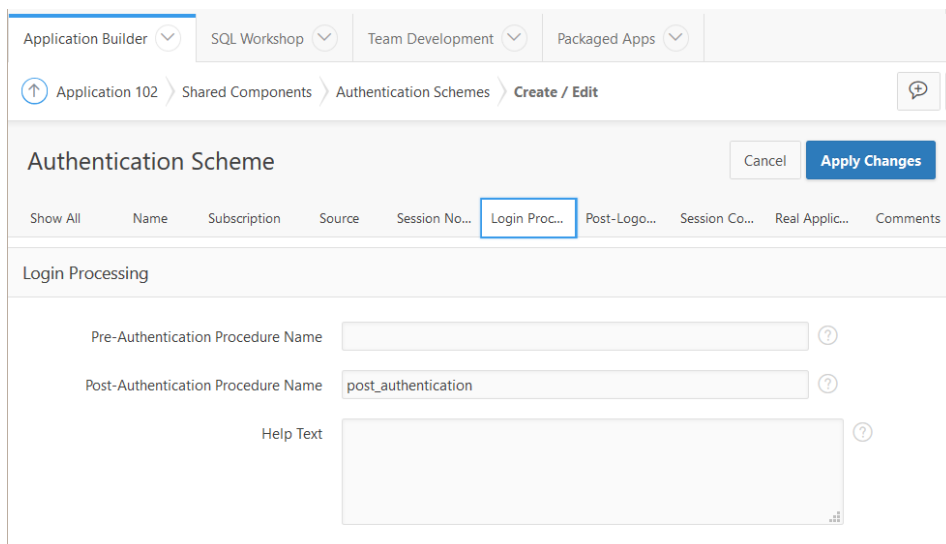 Application Builder SQL Workshop Team Development Packaged Apps
Application 102 Shared Components Authentication Schemes Create / Edit
Authentication Scheme Cancel Apply Changes
Show All Name Subscription Source Session No... Login Proc... Post-Logo... Session Co... Real Applic... Comments
Login Processing
Pre-Authentication Procedure Name ?
Post-Authentication Procedure Name post_authentication ?
Help Text ?